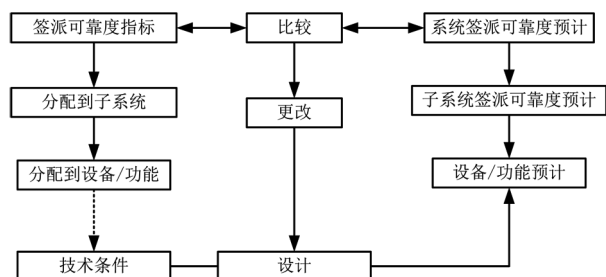 签派可靠度指标
比较
系统签派可靠度预计
分配到子系统
更改
子系统签派可靠度预计
分配到设备/功能
设备/功能预计
技术条件
设计